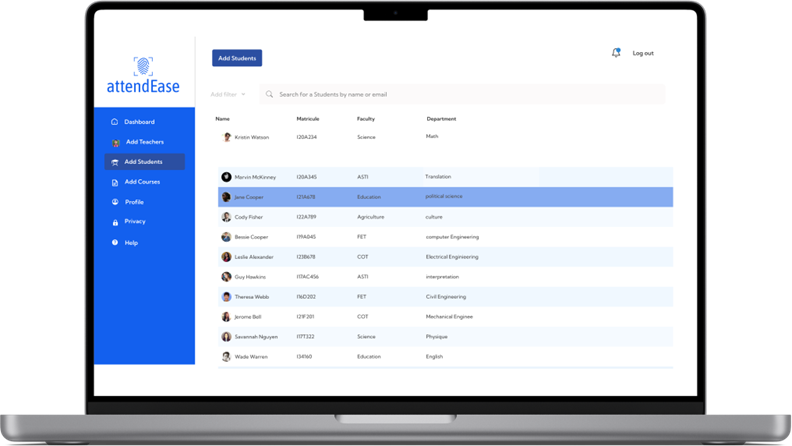 attendEase
Dashboard
Add Teachers
Add Students
Add Courses
Profile
Privacy
Help
Add Students
Log out
Add filter
Search for a Students by name or email
Name Matricule Faculty Department
Kristin Watson 120A234 Science Math
Marvin McKinney 120A345 ASTI Translation
Jane Cooper 121A678 Education political science
Cody Fisher 122A789 Agriculture culture
Bessie Cooper 119A045 FET computer Engineering
Leslie Alexander 123B678 COT Electrical Enginieering
Guy Hawkins 117AC456 ASTI interpretation
Theresa Webb 116D202 FET Civil Engineering
Jerome Bell 121F201 COT Mechanical Enginee
Savannah Nguyen 117T322 Science Physique
Wade Warren 134160 Education English